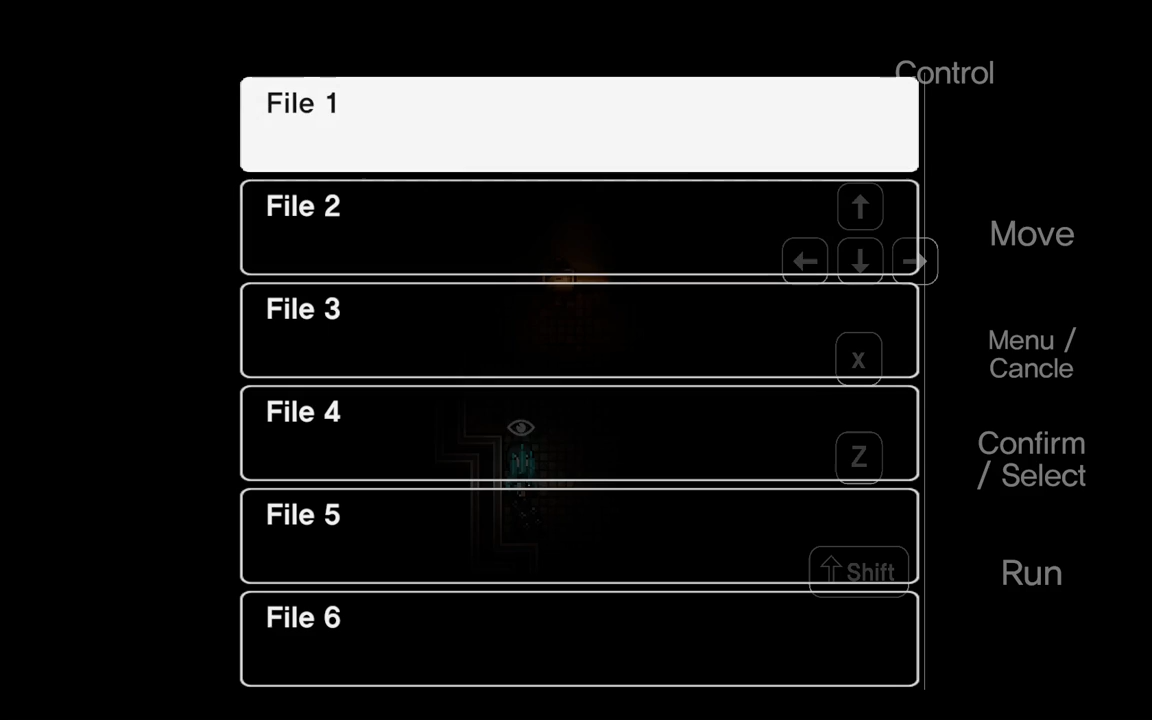 Control
File 1
File 2
↑
Move
← ↓ →
File 3
Menu /
Cancle
X
File 4
Confirm
/ Select
Z
File 5
⇧ Shift
Run
File 6